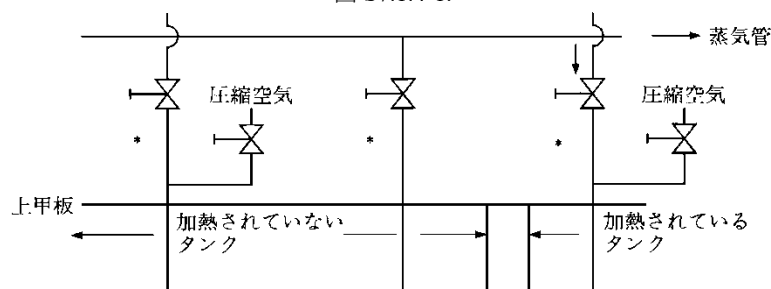 蒸気管
圧縮空気
圧縮空気
*
*
*
上甲板
加熱されていない
タンク
加熱されている
タンク